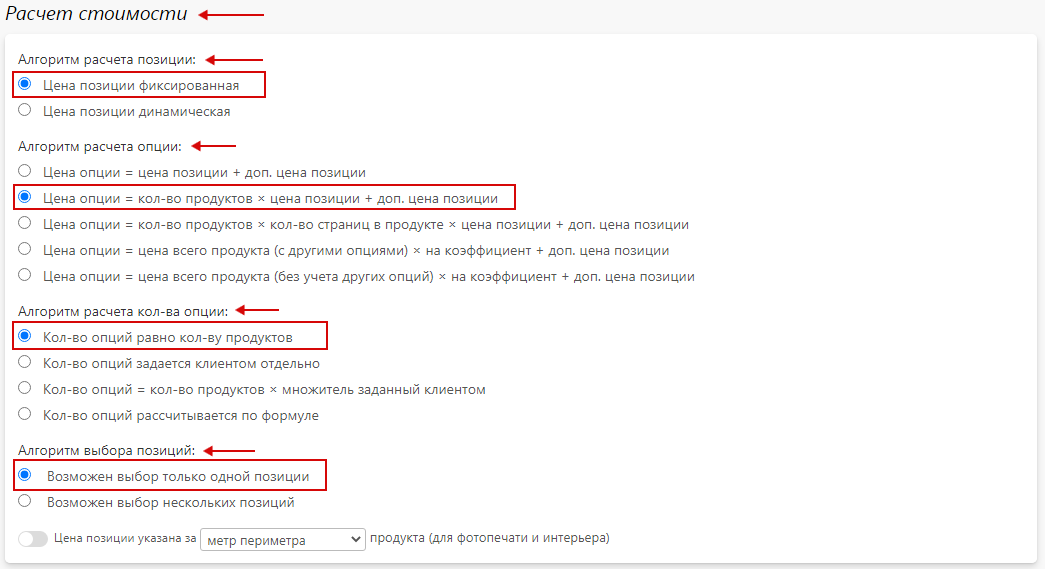 Расчет стоимости
Алгоритм расчета позиции:
Цена позиции фиксированная
Цена позиции динамическая
Алгоритм расчета опции:
Цена опции = цена позиции + доп. цена позиции
Цена опции = кол-во продуктов × цена позиции + доп. цена позиции
Цена опции = кол-во продуктов × кол-во страниц в продукте × цена позиции + доп. цена позиции
Цена опции = цена всего продукта (с другими опциями) × на коэффициент + доп. цена позиции
Цена опции = цена всего продукта (без учета других опций) × на коэффициент + доп. цена позиции
Алгоритм расчета кол-ва опции:
Кол-во опций равно кол-ву продуктов
Кол-во опций задается клиентом отдельно
Кол-во опций = кол-во продуктов × множитель заданный клиентом
Кол-во опций рассчитывается по формуле
Алгоритм выбора позиций:
Возможен выбор только одной позиции
Возможен выбор нескольких позиций
Цена позиции указана за метр периметра продукта (для фотопечати и интерьера)